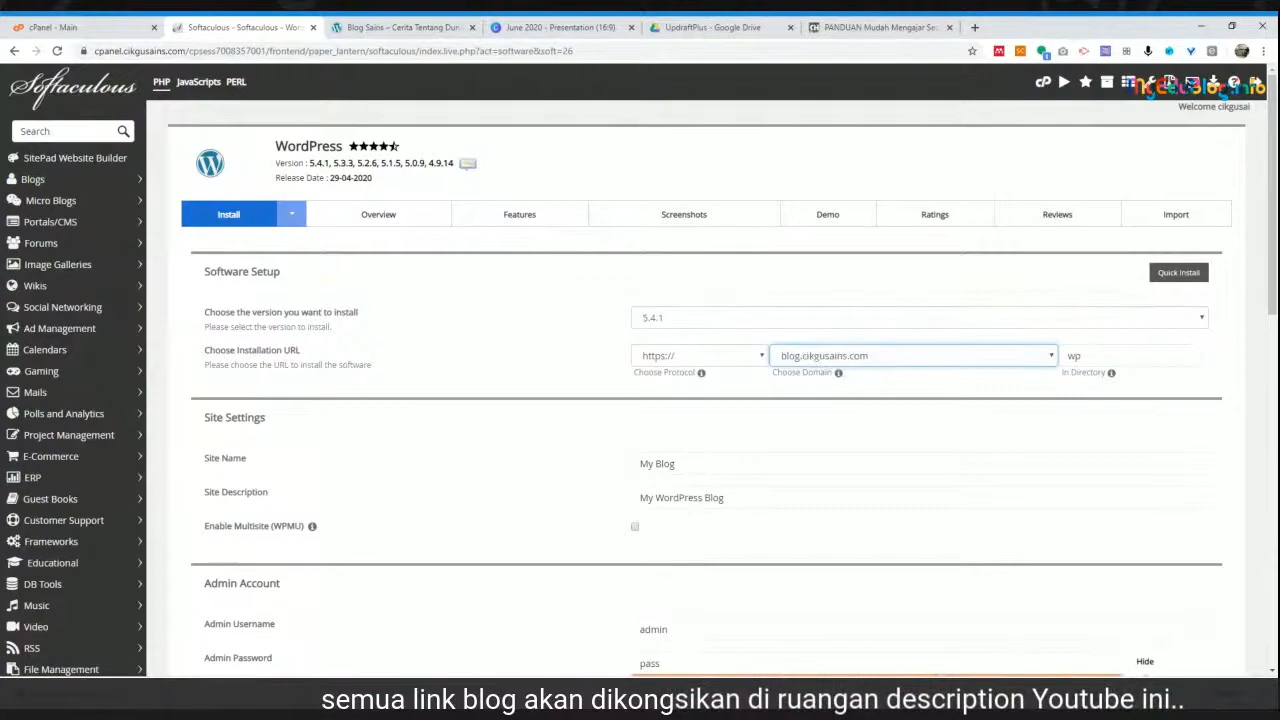 cPanel - Main
Softaculous - Softaculous - Wor
Blog Sains – Cerita Tentang Dun
June 2020 - Presentation (16:9)
UpdraftPlus - Google Drive
PANDUAN Mudah Mengajar Se
cpanel.cikgusains.com/cpsess7008357001/frontend/paper_lantern/softaculous/index.live.php?act=software&soft=26
Softaculous
PHP JavaScripts PERL
Welcome cikgusai
Search
SitePad Website Builder
Blogs
Micro Blogs
Portals/CMS
Forums
Image Galleries
Wikis
Social Networking
Ad Management
Calendars
Gaming
Mails
Polls and Analytics
Project Management
E-Commerce
ERP
Guest Books
Customer Support
Frameworks
Educational
DB Tools
Music
Video
RSS
File Management
WordPress
Version : 5.4.1, 5.3.3, 5.2.6, 5.1.5, 5.0.9, 4.9.14
Release Date : 29-04-2020
Install
Overview
Features
Screenshots
Demo
Ratings
Reviews
Import
Software Setup
Quick Install
Choose the version you want to install
Please select the version to install.
5.4.1
Choose Installation URL
Please choose the URL to install the software
https://
blog.cikgusains.com
wp
Choose Protocol
Choose Domain
In Directory
Site Settings
Site Name
My Blog
Site Description
My WordPress Blog
Enable Multisite (WPMU)
Admin Account
Admin Username
admin
Admin Password
pass
Hide
semua link blog akan dikongsikan di ruangan description Youtube ini..